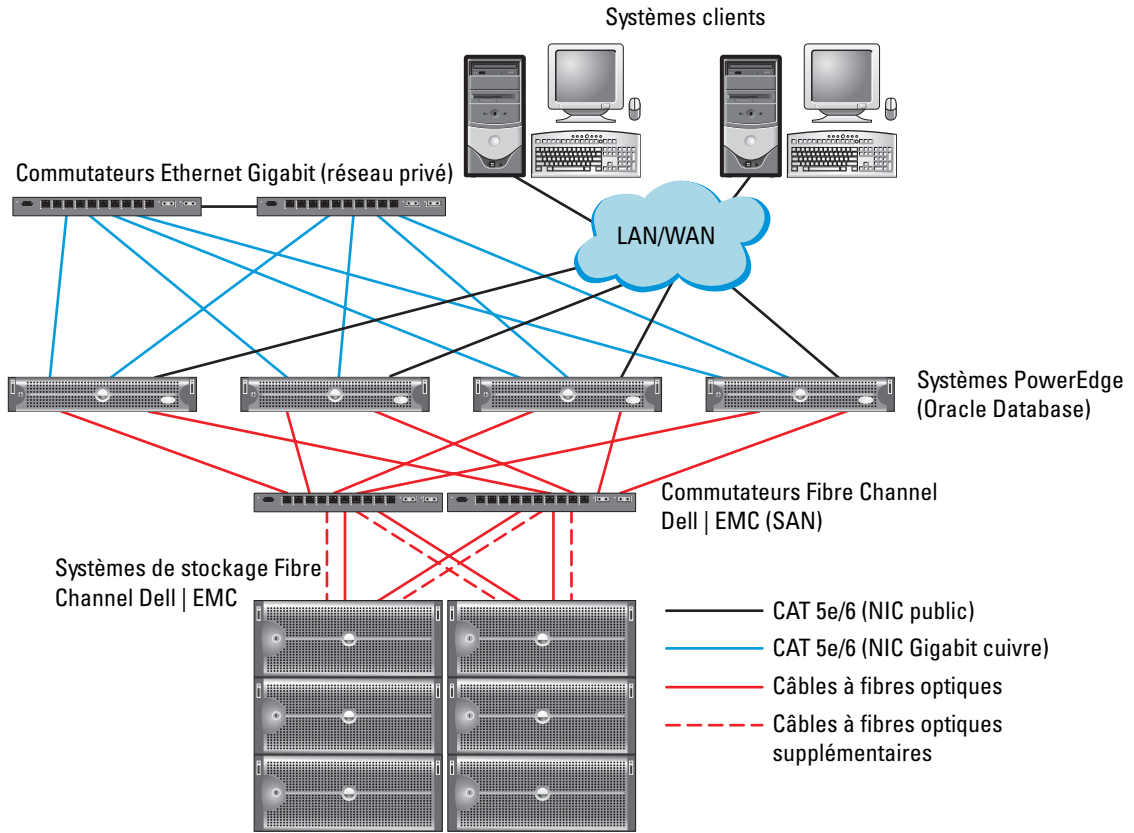 Systèmes clients
Commutateurs Ethernet Gigabit (réseau privé)
LAN/WAN
Systèmes PowerEdge
(Oracle Database)
Commutateurs Fibre Channel
Dell | EMC (SAN)
Systèmes de stockage Fibre
Channel Dell | EMC
CAT 5e/6 (NIC public)
CAT 5e/6 (NIC Gigabit cuivre)
Câbles à fibres optiques
Câbles à fibres optiques
supplémentaires